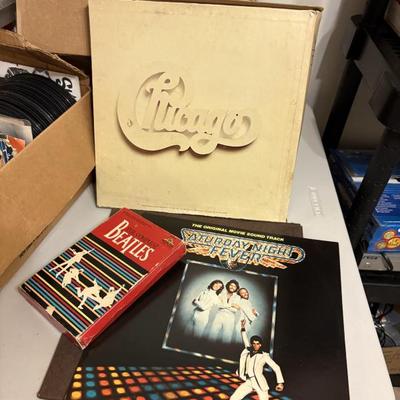 Chicago
THE ORIGINAL MOVIE SOUND TRACK
SATURDAY NIGHT
FEVER
BEATLES